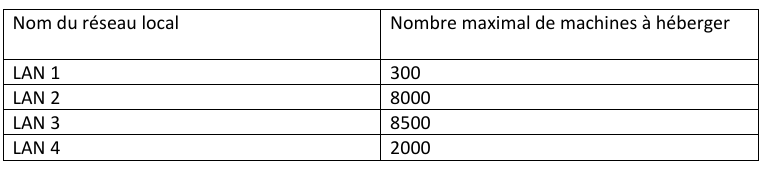 Nom du réseau local Nombre maximal de machines à héberger
LAN 1 300
LAN 2 8000
LAN 3 8500
LAN 4 2000